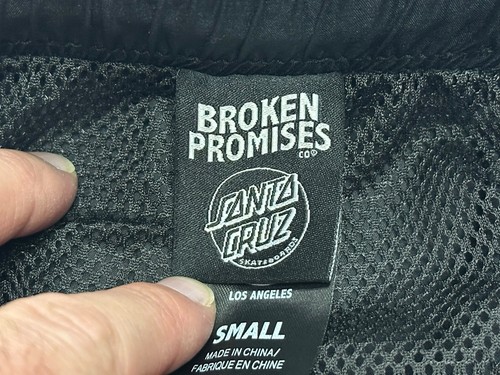 BROKEN
PROMISES
CO®
SANTA
CRUZ
SKATEBOARDS
LOS ANGELES
SMALL
MADE IN CHINA/
FABRIQUE EN CHINE